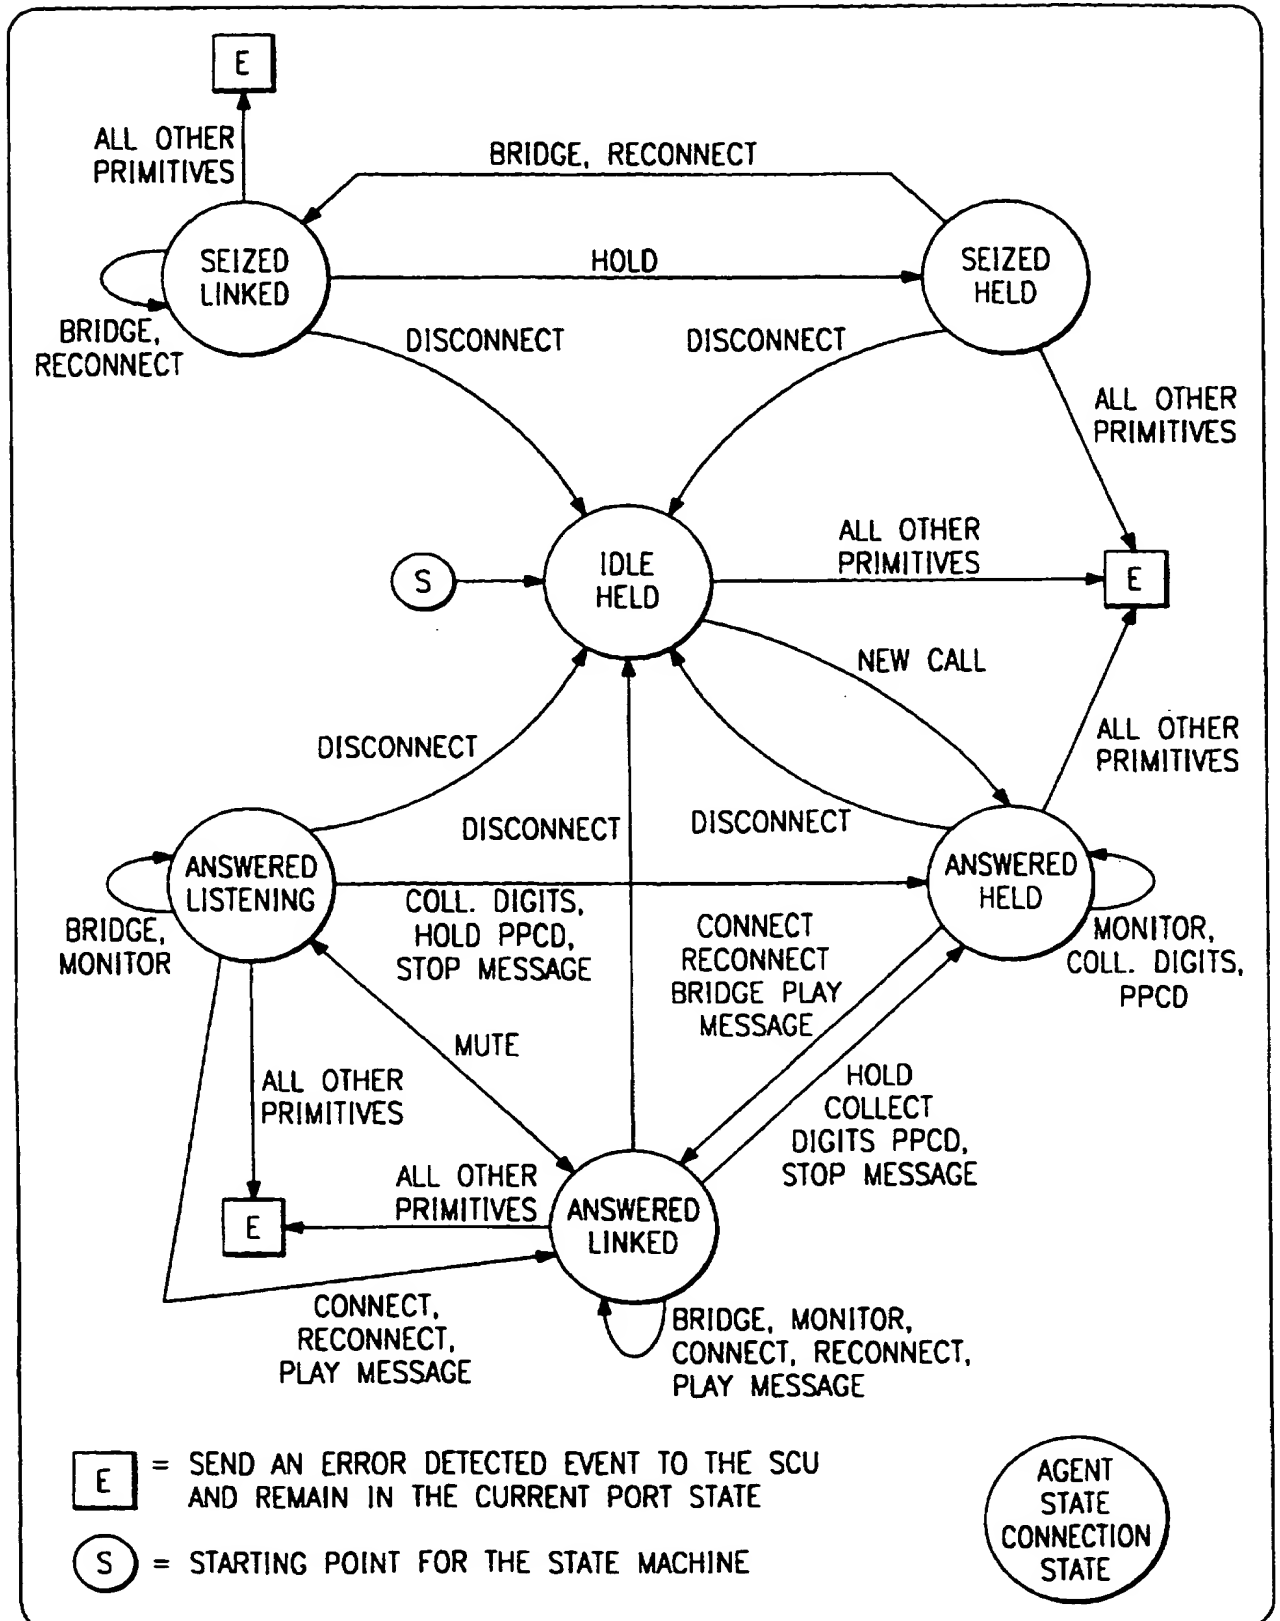 E
ALL OTHER
PRIMITIVES
BRIDGE, RECONNECT
SEIZED
LINKED
HOLD
SEIZED
HELD
BRIDGE,
RECONNECT
DISCONNECT
DISCONNECT
ALL OTHER
PRIMITIVES
S
IDLE
HELD
ALL OTHER
PRIMITIVES
E
NEW CALL
DISCONNECT
ALL OTHER
PRIMITIVES
DISCONNECT
DISCONNECT
ANSWERED
LISTENING
ANSWERED
HELD
BRIDGE,
MONITOR
COLL. DIGITS,
HOLD PPCD,
STOP MESSAGE
CONNECT
RECONNECT
BRIDGE PLAY
MESSAGE
MONITOR,
COLL. DIGITS,
PPCD
MUTE
ALL OTHER
PRIMITIVES
HOLD
COLLECT
DIGITS PPCD,
STOP MESSAGE
ALL OTHER
PRIMITIVES
E
ANSWERED
LINKED
CONNECT,
RECONNECT,
PLAY MESSAGE
BRIDGE, MONITOR,
CONNECT, RECONNECT,
PLAY MESSAGE
E = SEND AN ERROR DETECTED EVENT TO THE SCU
AND REMAIN IN THE CURRENT PORT STATE
S = STARTING POINT FOR THE STATE MACHINE
AGENT
STATE
CONNECTION
STATE